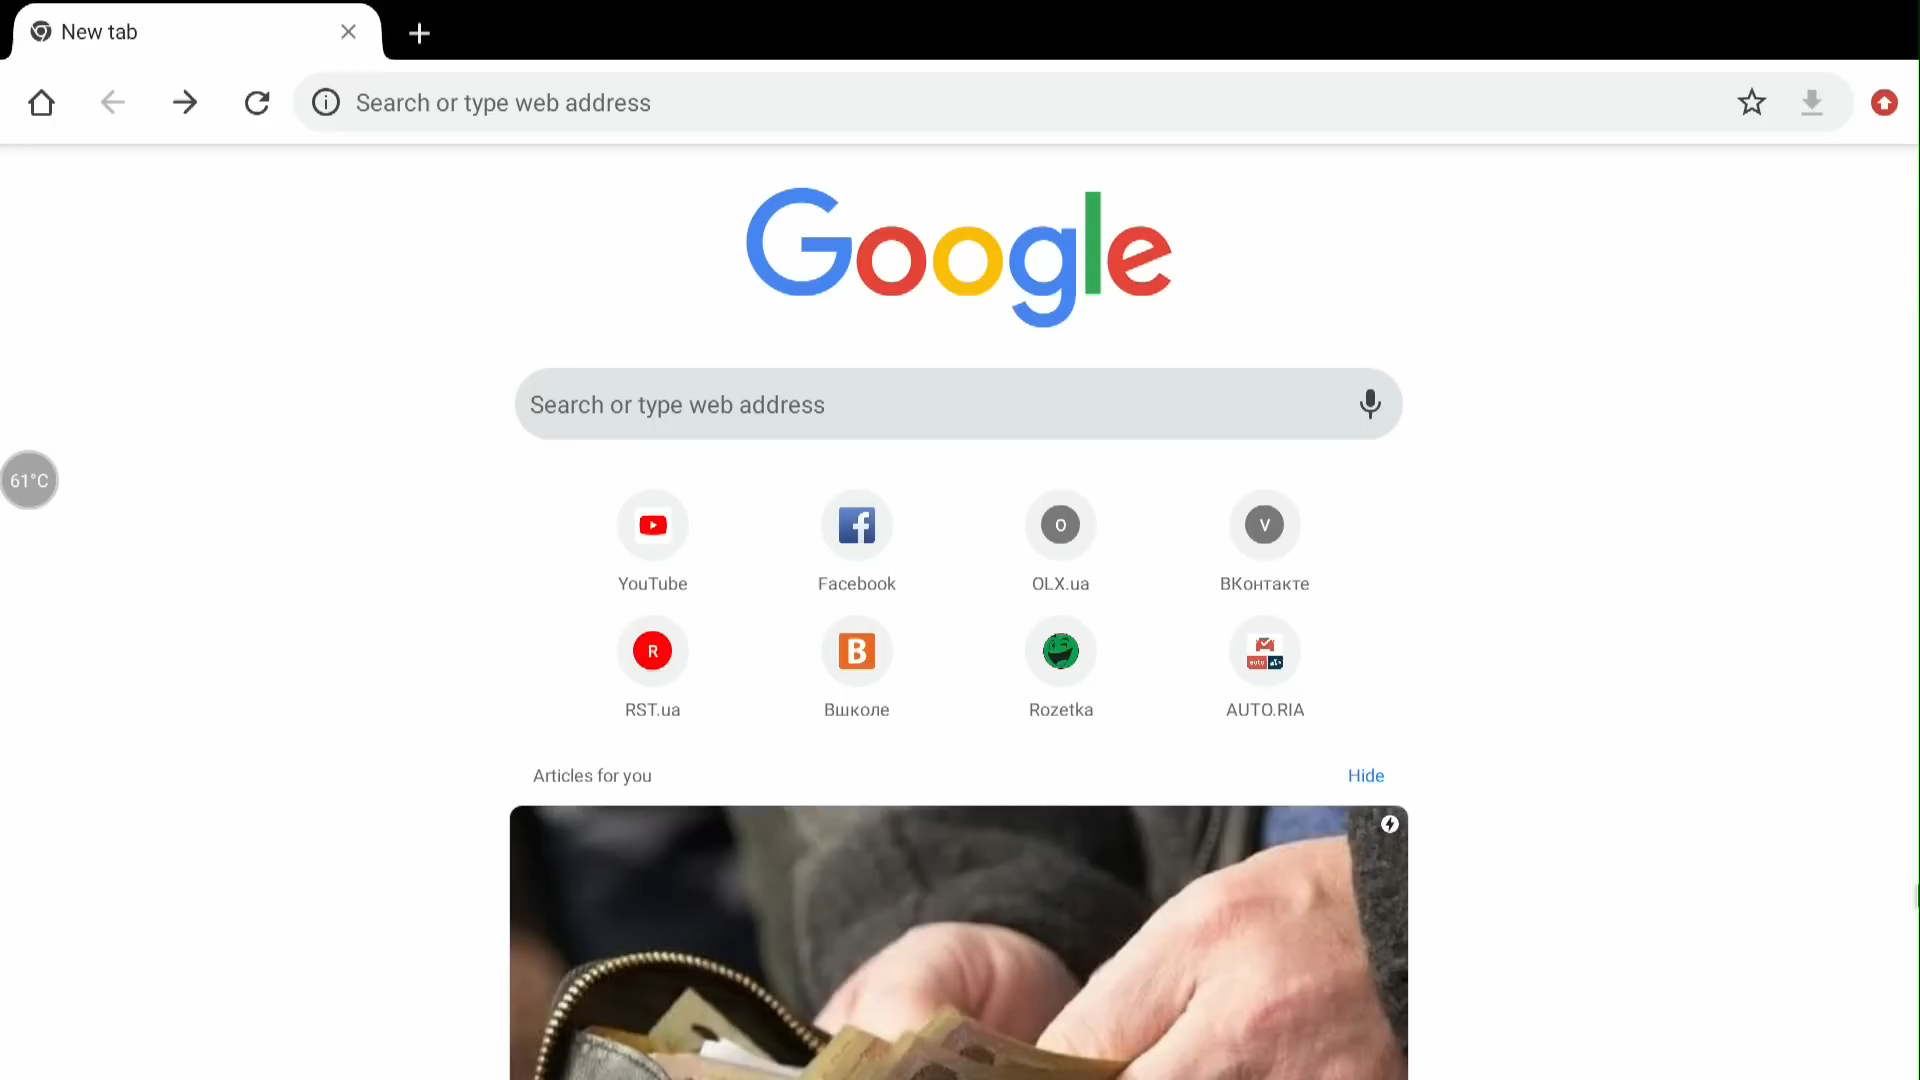 New tab
Search or type web address
Google
Search or type web address
61°C
YouTube
Facebook
O
OLX.ua
V
ВКонтакте
R
RST.ua
B
Вшколе
Rozetka
auto
AUTO.RIA
Articles for you
Hide